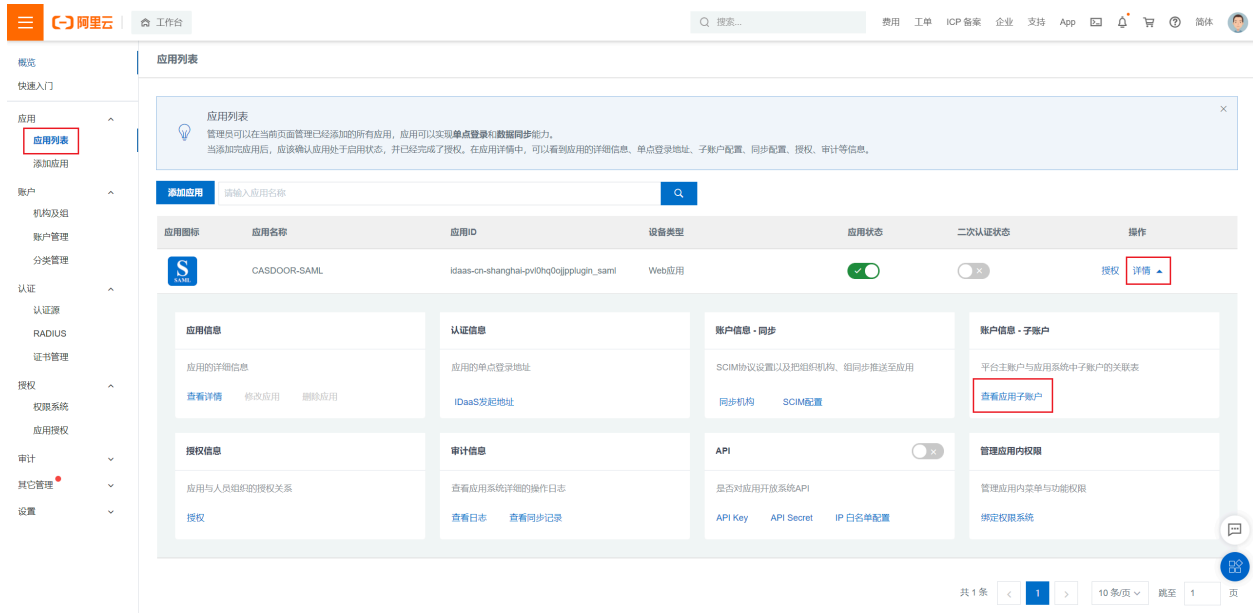 阿里云 工作台 搜索... 费用 工单 ICP 备案 企业 支持 App 简体
概览
快速入门
应用
应用列表
添加应用
账户
机构及组
账户管理
分类管理
认证
认证源
RADIUS
证书管理
授权
权限系统
应用授权
审计
其它管理
设置
应用列表
应用列表
管理员可以在当前页面管理已经添加的所有应用，应用可以实现单点登录和数据同步能力。
当添加完应用后，应该确认应用处于启用状态，并已经完成了授权。在应用详情中，可以看到应用的详细信息、单点登录地址、子账户配置、同步配置、授权、审计等信息。
添加应用 请输入应用名称
应用图标 应用名称 应用ID 设备类型 应用状态 二次认证状态 操作
S SAML CASDOOR-SAML idaas-cn-shanghai-pvl0hq0ojjpplugin_saml Web应用 授权 详情
应用信息
应用的详细信息
查看详情 修改应用 删除应用
认证信息
应用的单点登录地址
IDaaS发起地址
账户信息 - 同步
SCIM协议设置以及把组织机构、组同步推送至应用
同步机构 SCIM配置
账户信息 - 子账户
平台主账户与应用系统中子账户的关联表
查看应用子账户
授权信息
应用与人员组织的授权关系
授权
审计信息
查看应用系统详细的操作日志
查看日志 查看同步记录
API
是否对应用开放系统API
API Key API Secret IP 白名单配置
管理应用内权限
管理应用内菜单与功能权限
绑定权限系统
共 1 条 < 1 > 10 条/页 跳至 1 页